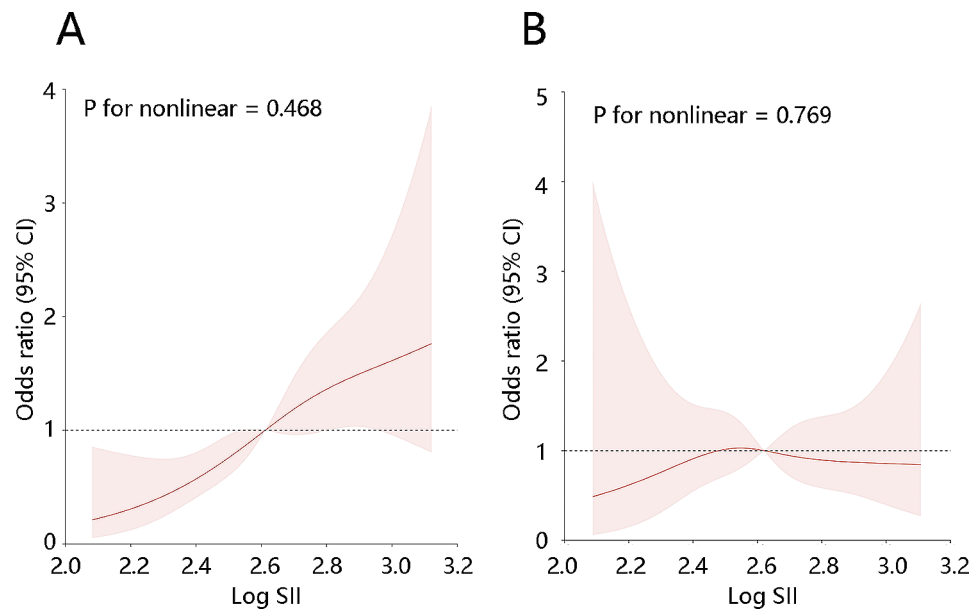 A
P for nonlinear = 0.468
Odds ratio (95% CI)
4
3
2
1
0
2.0 2.2 2.4 2.6 2.8 3.0 3.2
Log SII
B
P for nonlinear = 0.769
Odds ratio (95% CI)
5
4
3
2
1
0
2.0 2.2 2.4 2.6 2.8 3.0 3.2
Log SII